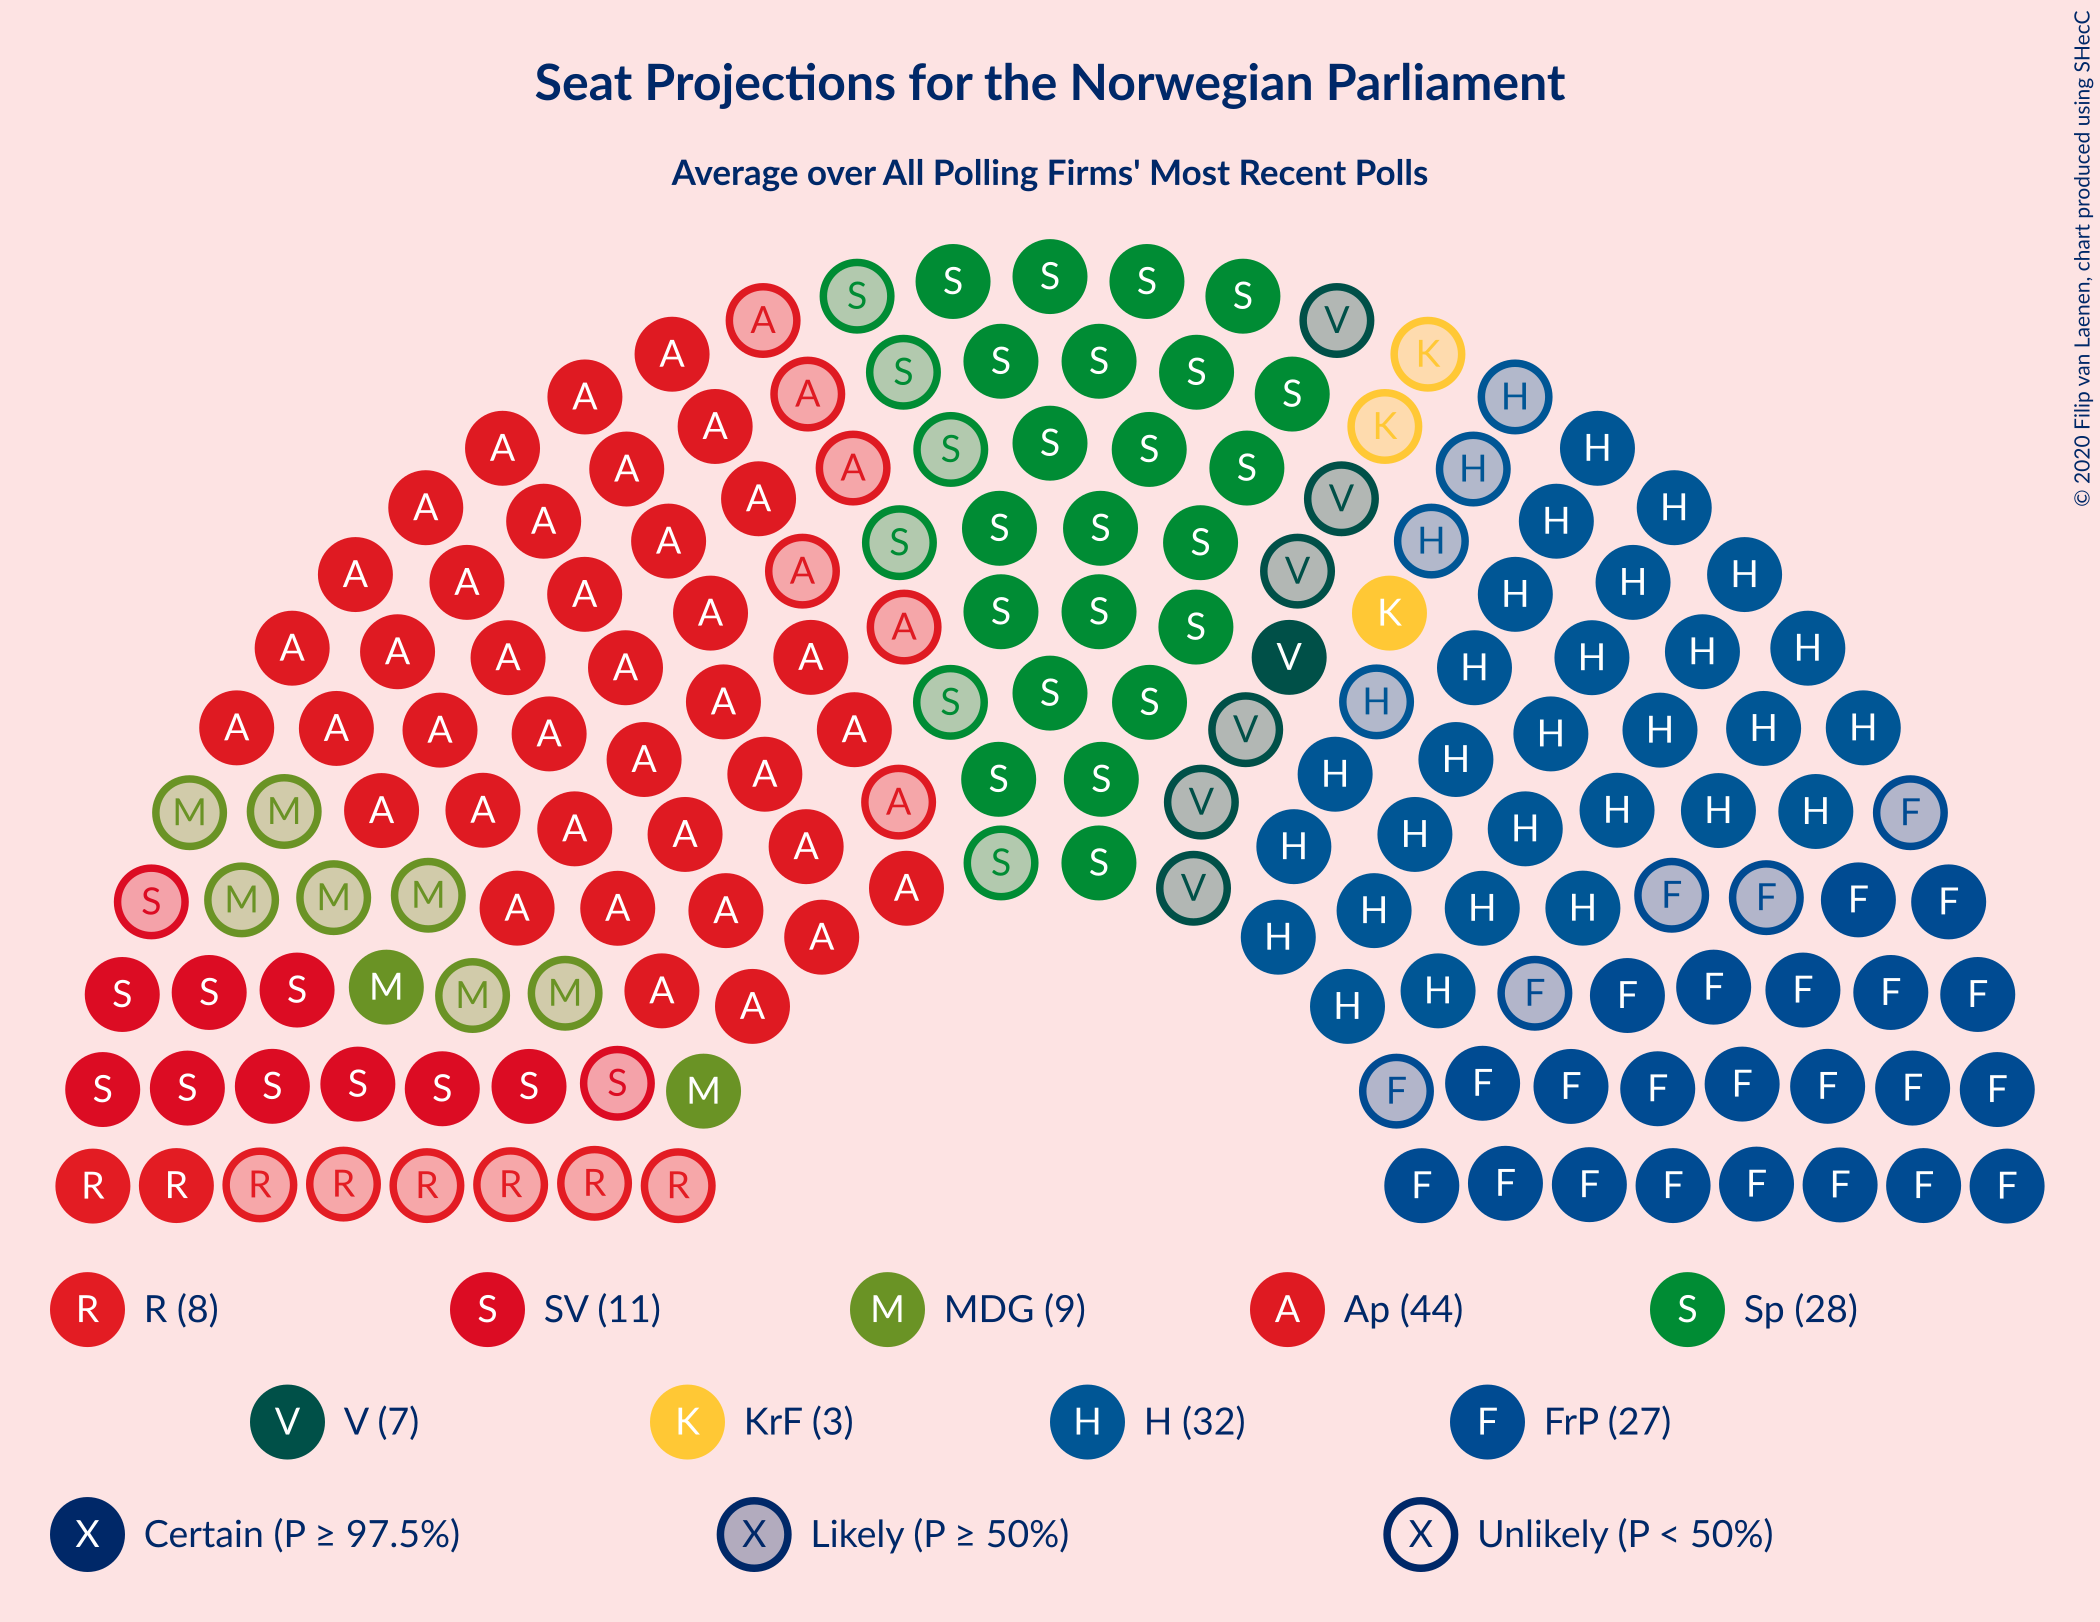 Seat Projections for the Norwegian Parliament
Average over All Polling Firms' Most Recent Polls
© 2020 Filip van Laenen, chart produced using SHecC
S S S S S
A V
A S S S S S K
A A K H
A A A S S S S V H H
A A A S S S S V H H H
A A A A A S S S S V K H H H
A A A A A A S S S V H H H H
A A A A A A S S S V H H H H H
A A A A A A A S S V H H H H H H
M M A A A A A S S V H H H H H H F
S M M M A A A A A H H H H F F F F
S S S M M M A A H H F F F F F F
S S S S S S S M F F F F F F F F
R R R R R R R R F F F F F F F F
R R (8) S SV (11) M MDG (9) A Ap (44) S Sp (28)
V V (7) K KrF (3) H H (32) F FrP (27)
X Certain (P ≥ 97.5%) X Likely (P ≥ 50%) X Unlikely (P < 50%)